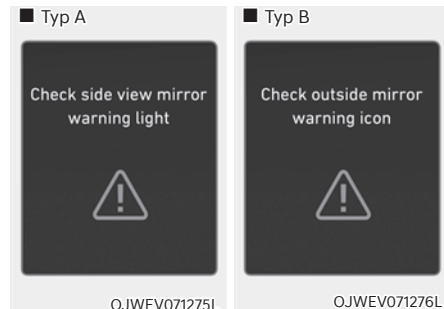 ■ Typ A
Check side view mirror
warning light
OJWEV071275L
■ Typ B
Check outside mirror
warning icon
OJWEV071276L